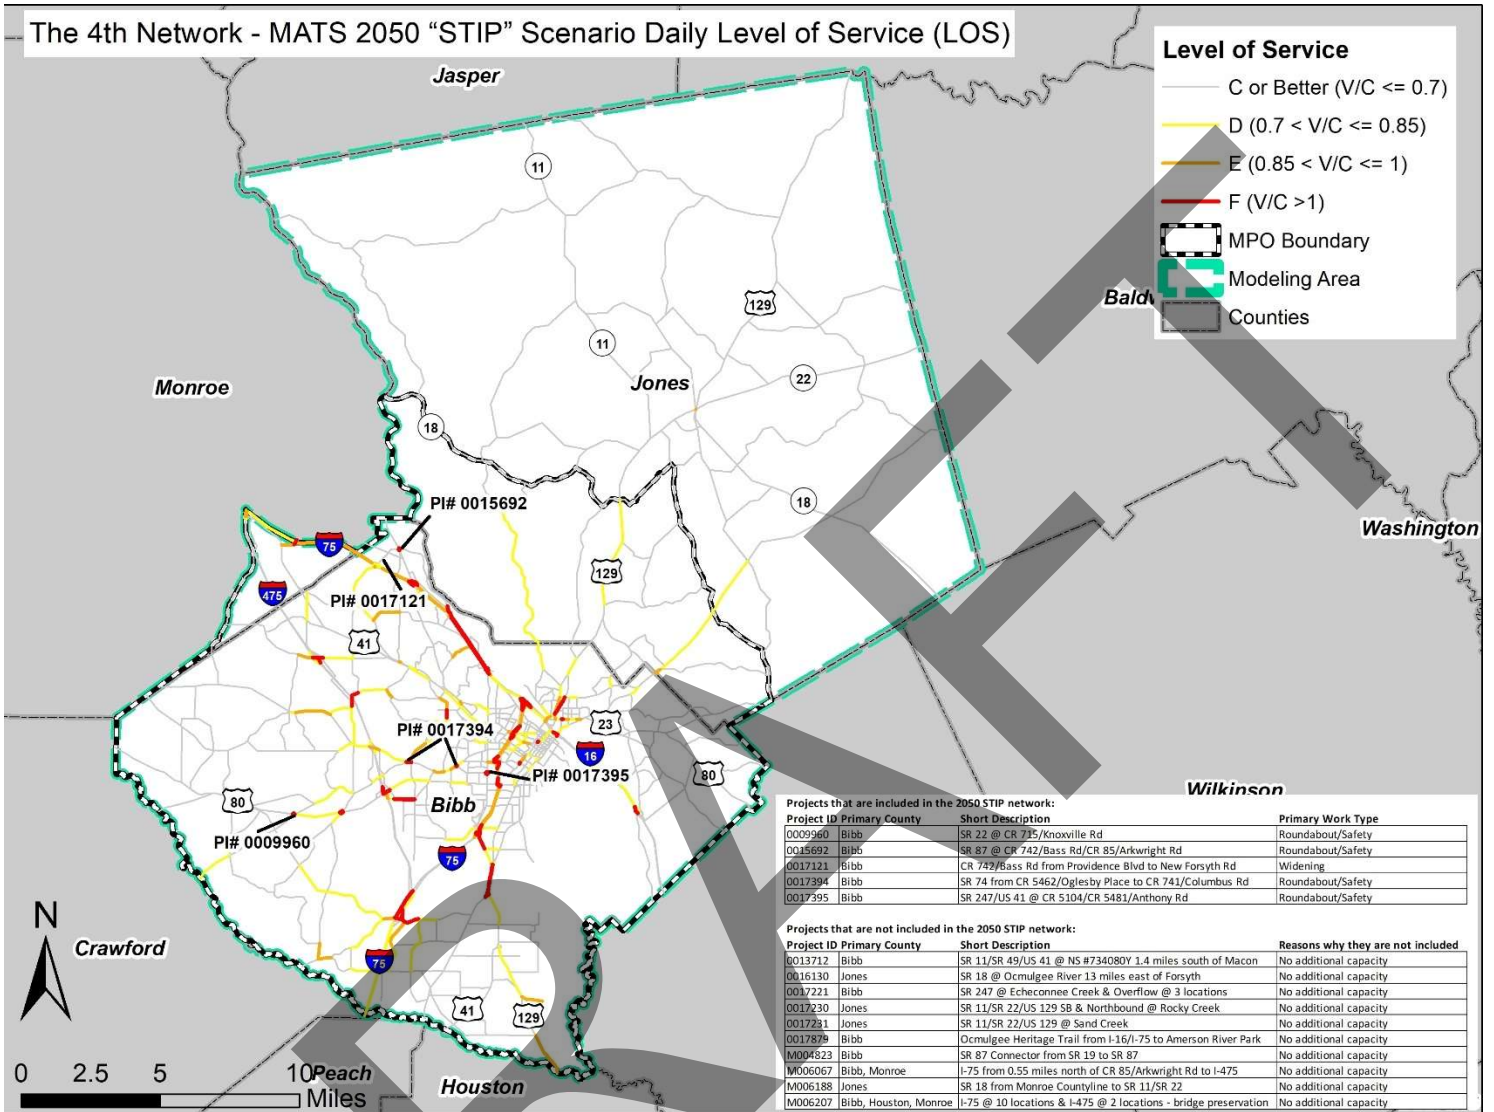 The 4th Network - MATS 2050 “STIP” Scenario Daily Level of Service (LOS)
Level of Service
C or Better (V/C <= 0.7)
D (0.7 < V/C <= 0.85)
E (0.85 < V/C <= 1)
F (V/C >1)
MPO Boundary
Modeling Area
Counties
Jasper
11
129
Baldw
11
22
Jones
Monroe
18
18
PI# 0015692
Washington
75
129
475
PI# 0017121
41
23
PI# 0017394
16
PI# 0017395
80
80
Bibb
Wilkinson
PI# 0009960
75
N
Crawford
75
41
129
0 2.5 5 10
Miles
Peach
Houston
Projects that are included in the 2050 STIP network:
Project ID Primary County Short Description Primary Work Type
0009960 Bibb SR 22 @ CR 715/Knoxville Rd Roundabout/Safety
0015692 Bibb SR 87 @ CR 742/Bass Rd/CR 85/Arkwright Rd Roundabout/Safety
0017121 Bibb CR 742/Bass Rd from Providence Blvd to New Forsyth Rd Widening
0017394 Bibb SR 74 from CR 5462/Oglesby Place to CR 741/Columbus Rd Roundabout/Safety
0017395 Bibb SR 247/US 41 @ CR 5104/CR 5481/Anthony Rd Roundabout/Safety
Projects that are not included in the 2050 STIP network:
Project ID Primary County Short Description Reasons why they are not included
0013712 Bibb SR 11/SR 49/US 41 @ NS #734080Y 1.4 miles south of Macon No additional capacity
0016130 Jones SR 18 @ Ocmulgee River 13 miles east of Forsyth No additional capacity
0017221 Bibb SR 247 @ Echeconnee Creek & Overflow @ 3 locations No additional capacity
0017230 Jones SR 11/SR 22/US 129 SB & Northbound @ Rocky Creek No additional capacity
0017231 Jones SR 11/SR 22/US 129 @ Sand Creek No additional capacity
0017879 Bibb Ocmulgee Heritage Trail from I-16/I-75 to Amerson River Park No additional capacity
M004823 Bibb SR 87 Connector from SR 19 to SR 87 No additional capacity
M006067 Bibb, Monroe I-75 from 0.55 miles north of CR 85/Arkwright Rd to I-475 No additional capacity
M006188 Jones SR 18 from Monroe Countyline to SR 11/SR 22 No additional capacity
M006207 Bibb, Houston, Monroe I-75 @ 10 locations & I-475 @ 2 locations - bridge preservation No additional capacity
DRAFT